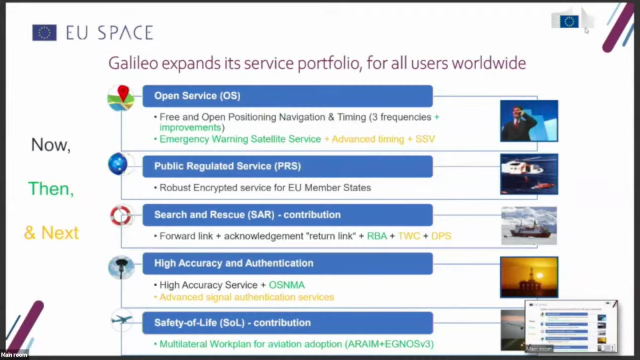 EU SPACE
Galileo expands its service portfolio, for all users worldwide
Now,
Then,
& Next
Open Service (OS)
• Free and Open Positioning Navigation & Timing (3 frequencies +
improvements)
• Emergency Warning Satellite Service + Advanced timing + SSV
Public Regulated Service (PRS)
• Robust Encrypted service for EU Member States
Search and Rescue (SAR) - contribution
• Forward link + acknowledgement "return link" + RBA + TWC + DPS
High Accuracy and Authentication
• High Accuracy Service + OSNMA
• Advanced signal authentication services
Safety-of-Life (SoL) - contribution
• Multilateral Workplan for aviation adoption (ARAIM+EGNOSv3)
Main room
Main room